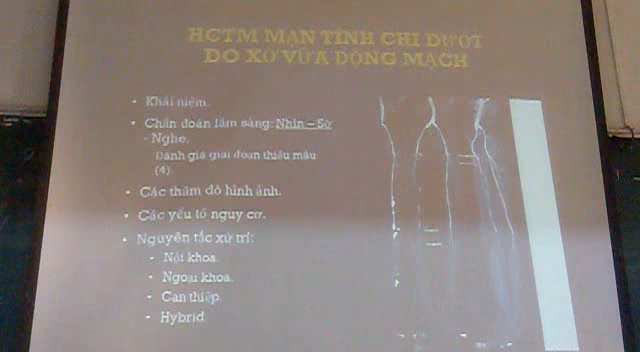 HCTM MẠN TÍNH CHI DƯỚI
DO XƠ VỮA ĐỘNG MẠCH
• Khái niệm.
• Chẩn đoán lâm sàng: Nhìn – Sờ
- Nghe.
Đánh giá giai đoạn thiếu máu
(4).
• Các thăm dò hình ảnh.
• Các yếu tố nguy cơ.
• Nguyên tắc xử trí:
- Nội khoa.
- Ngoại khoa.
- Can thiệp.
- Hybrid.